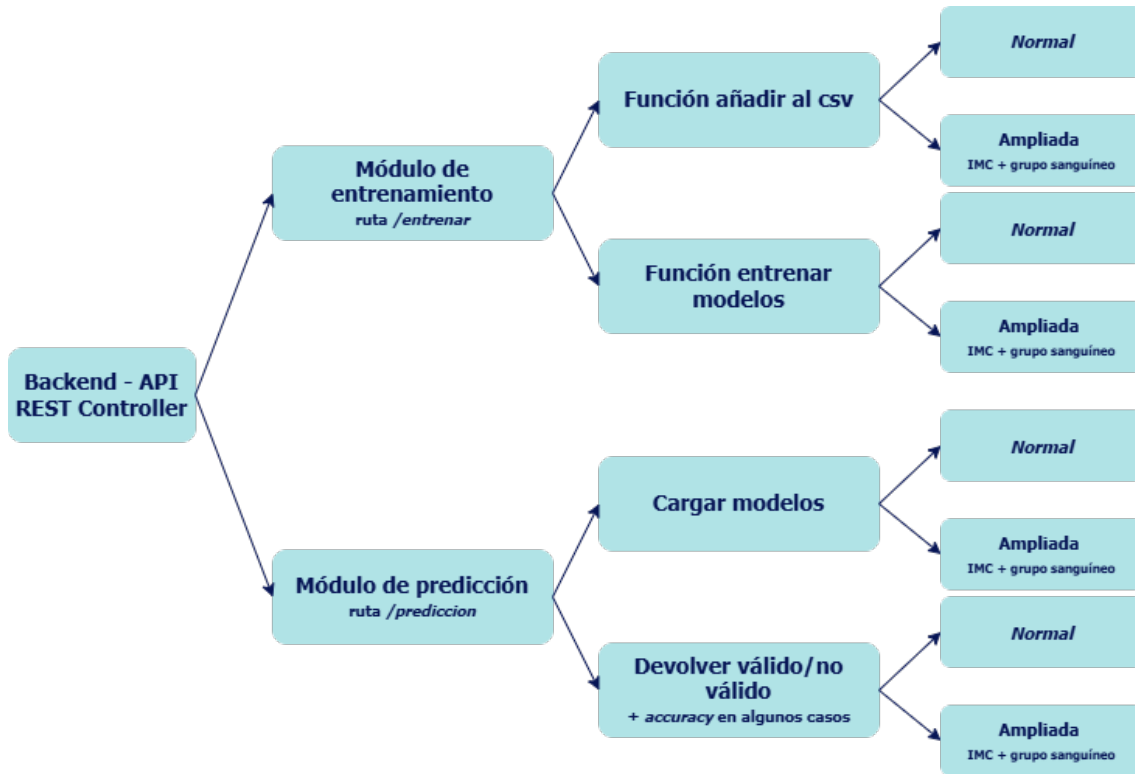 Backend - API
REST Controller
Módulo de
entrenamiento
ruta /entrenar
Función añadir al csv
Normal
Ampliada
IMC + grupo sanguíneo
Función entrenar
modelos
Normal
Ampliada
IMC + grupo sanguíneo
Módulo de predicción
ruta /prediccion
Cargar modelos
Normal
Ampliada
IMC + grupo sanguíneo
Devolver válido/no
válido
+ accuracy en algunos casos
Normal
Ampliada
IMC + grupo sanguíneo